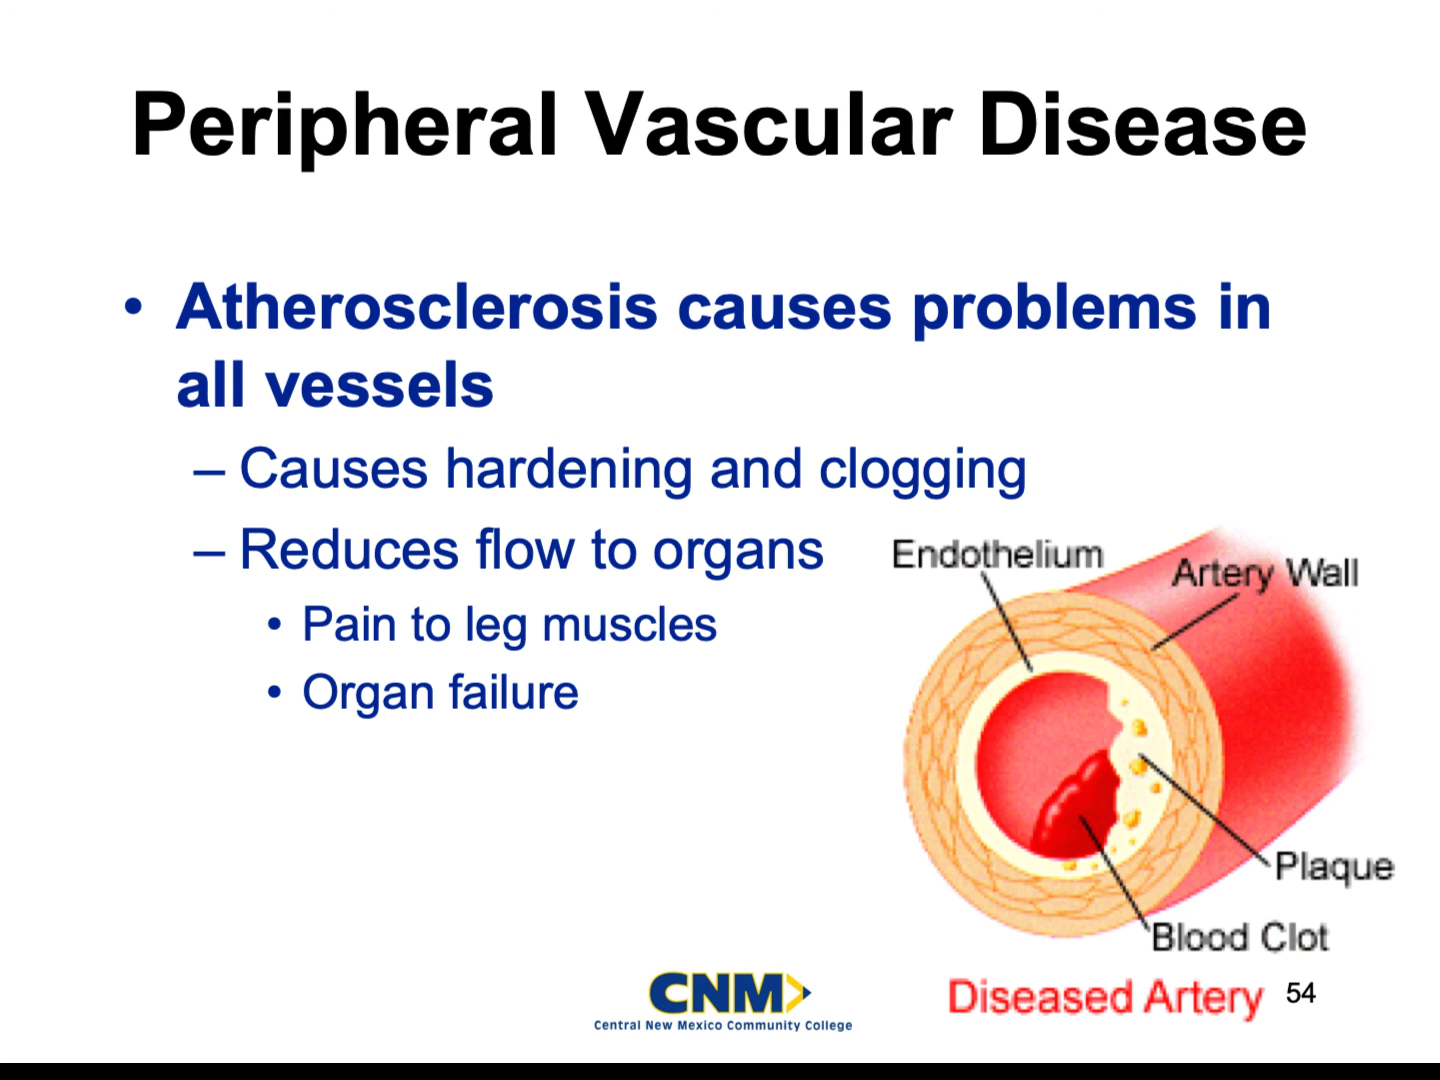 Peripheral Vascular Disease
• Atherosclerosis causes problems in
all vessels
– Causes hardening and clogging
– Reduces flow to organs
• Pain to leg muscles
• Organ failure
Endothelium
Artery Wall
Plaque
Blood Clot
Diseased Artery
CNM
Central New Mexico Community College
54